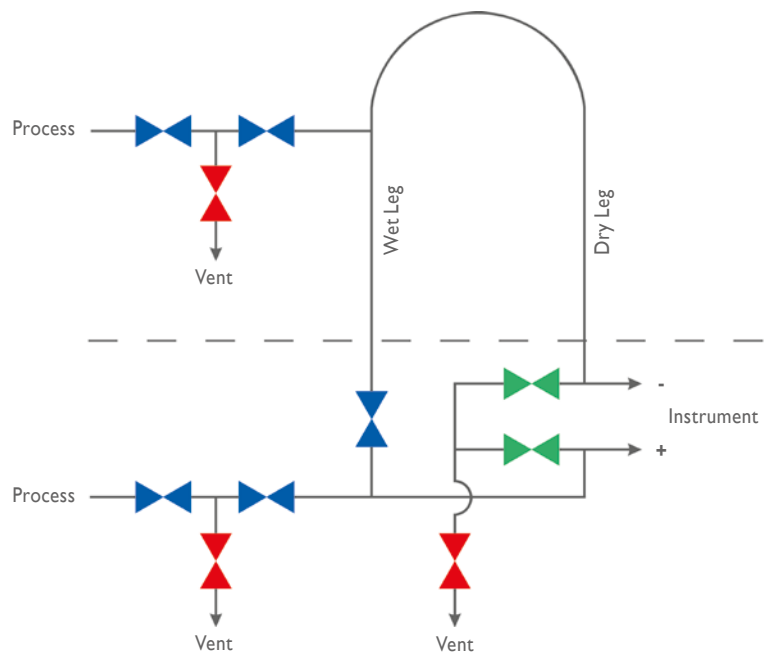 Process
Vent
Wet Leg
Dry Leg
-
Instrument
+
Process
Vent
Vent